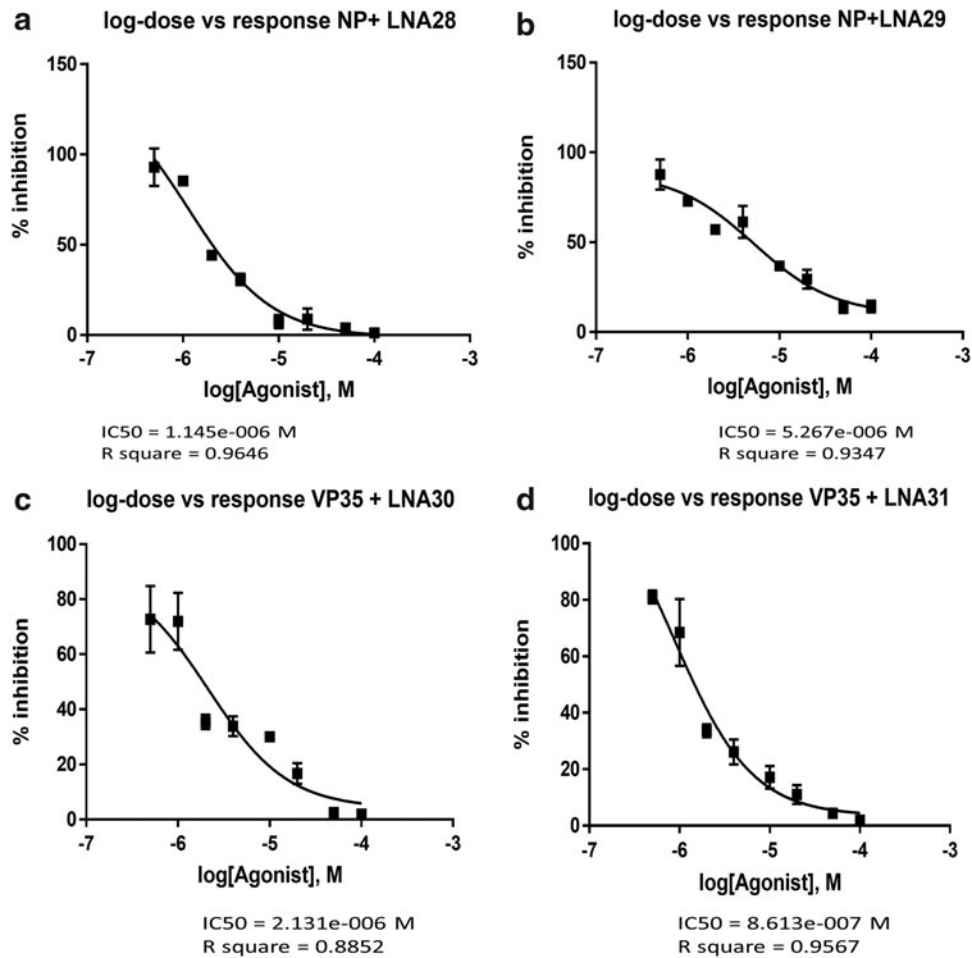 a
log-dose vs response NP+ LNA28
150
100
50
0
% inhibition
-7 -6 -5 -4 -3
log[Agonist], M
IC50 = 1.145e-006 M
R square = 0.9646
b
log-dose vs response NP+LNA29
150
100
50
0
% inhibition
-7 -6 -5 -4 -3
log[Agonist], M
IC50 = 5.267e-006 M
R square = 0.9347
c
log-dose vs response VP35 + LNA30
100
80
60
40
20
0
% inhibition
-7 -6 -5 -4 -3
log[Agonist], M
IC50 = 2.131e-006 M
R square = 0.8852
d
log-dose vs response VP35 + LNA31
100
80
60
40
20
0
% inhibition
-7 -6 -5 -4 -3
log[Agonist], M
IC50 = 8.613e-007 M
R square = 0.9567